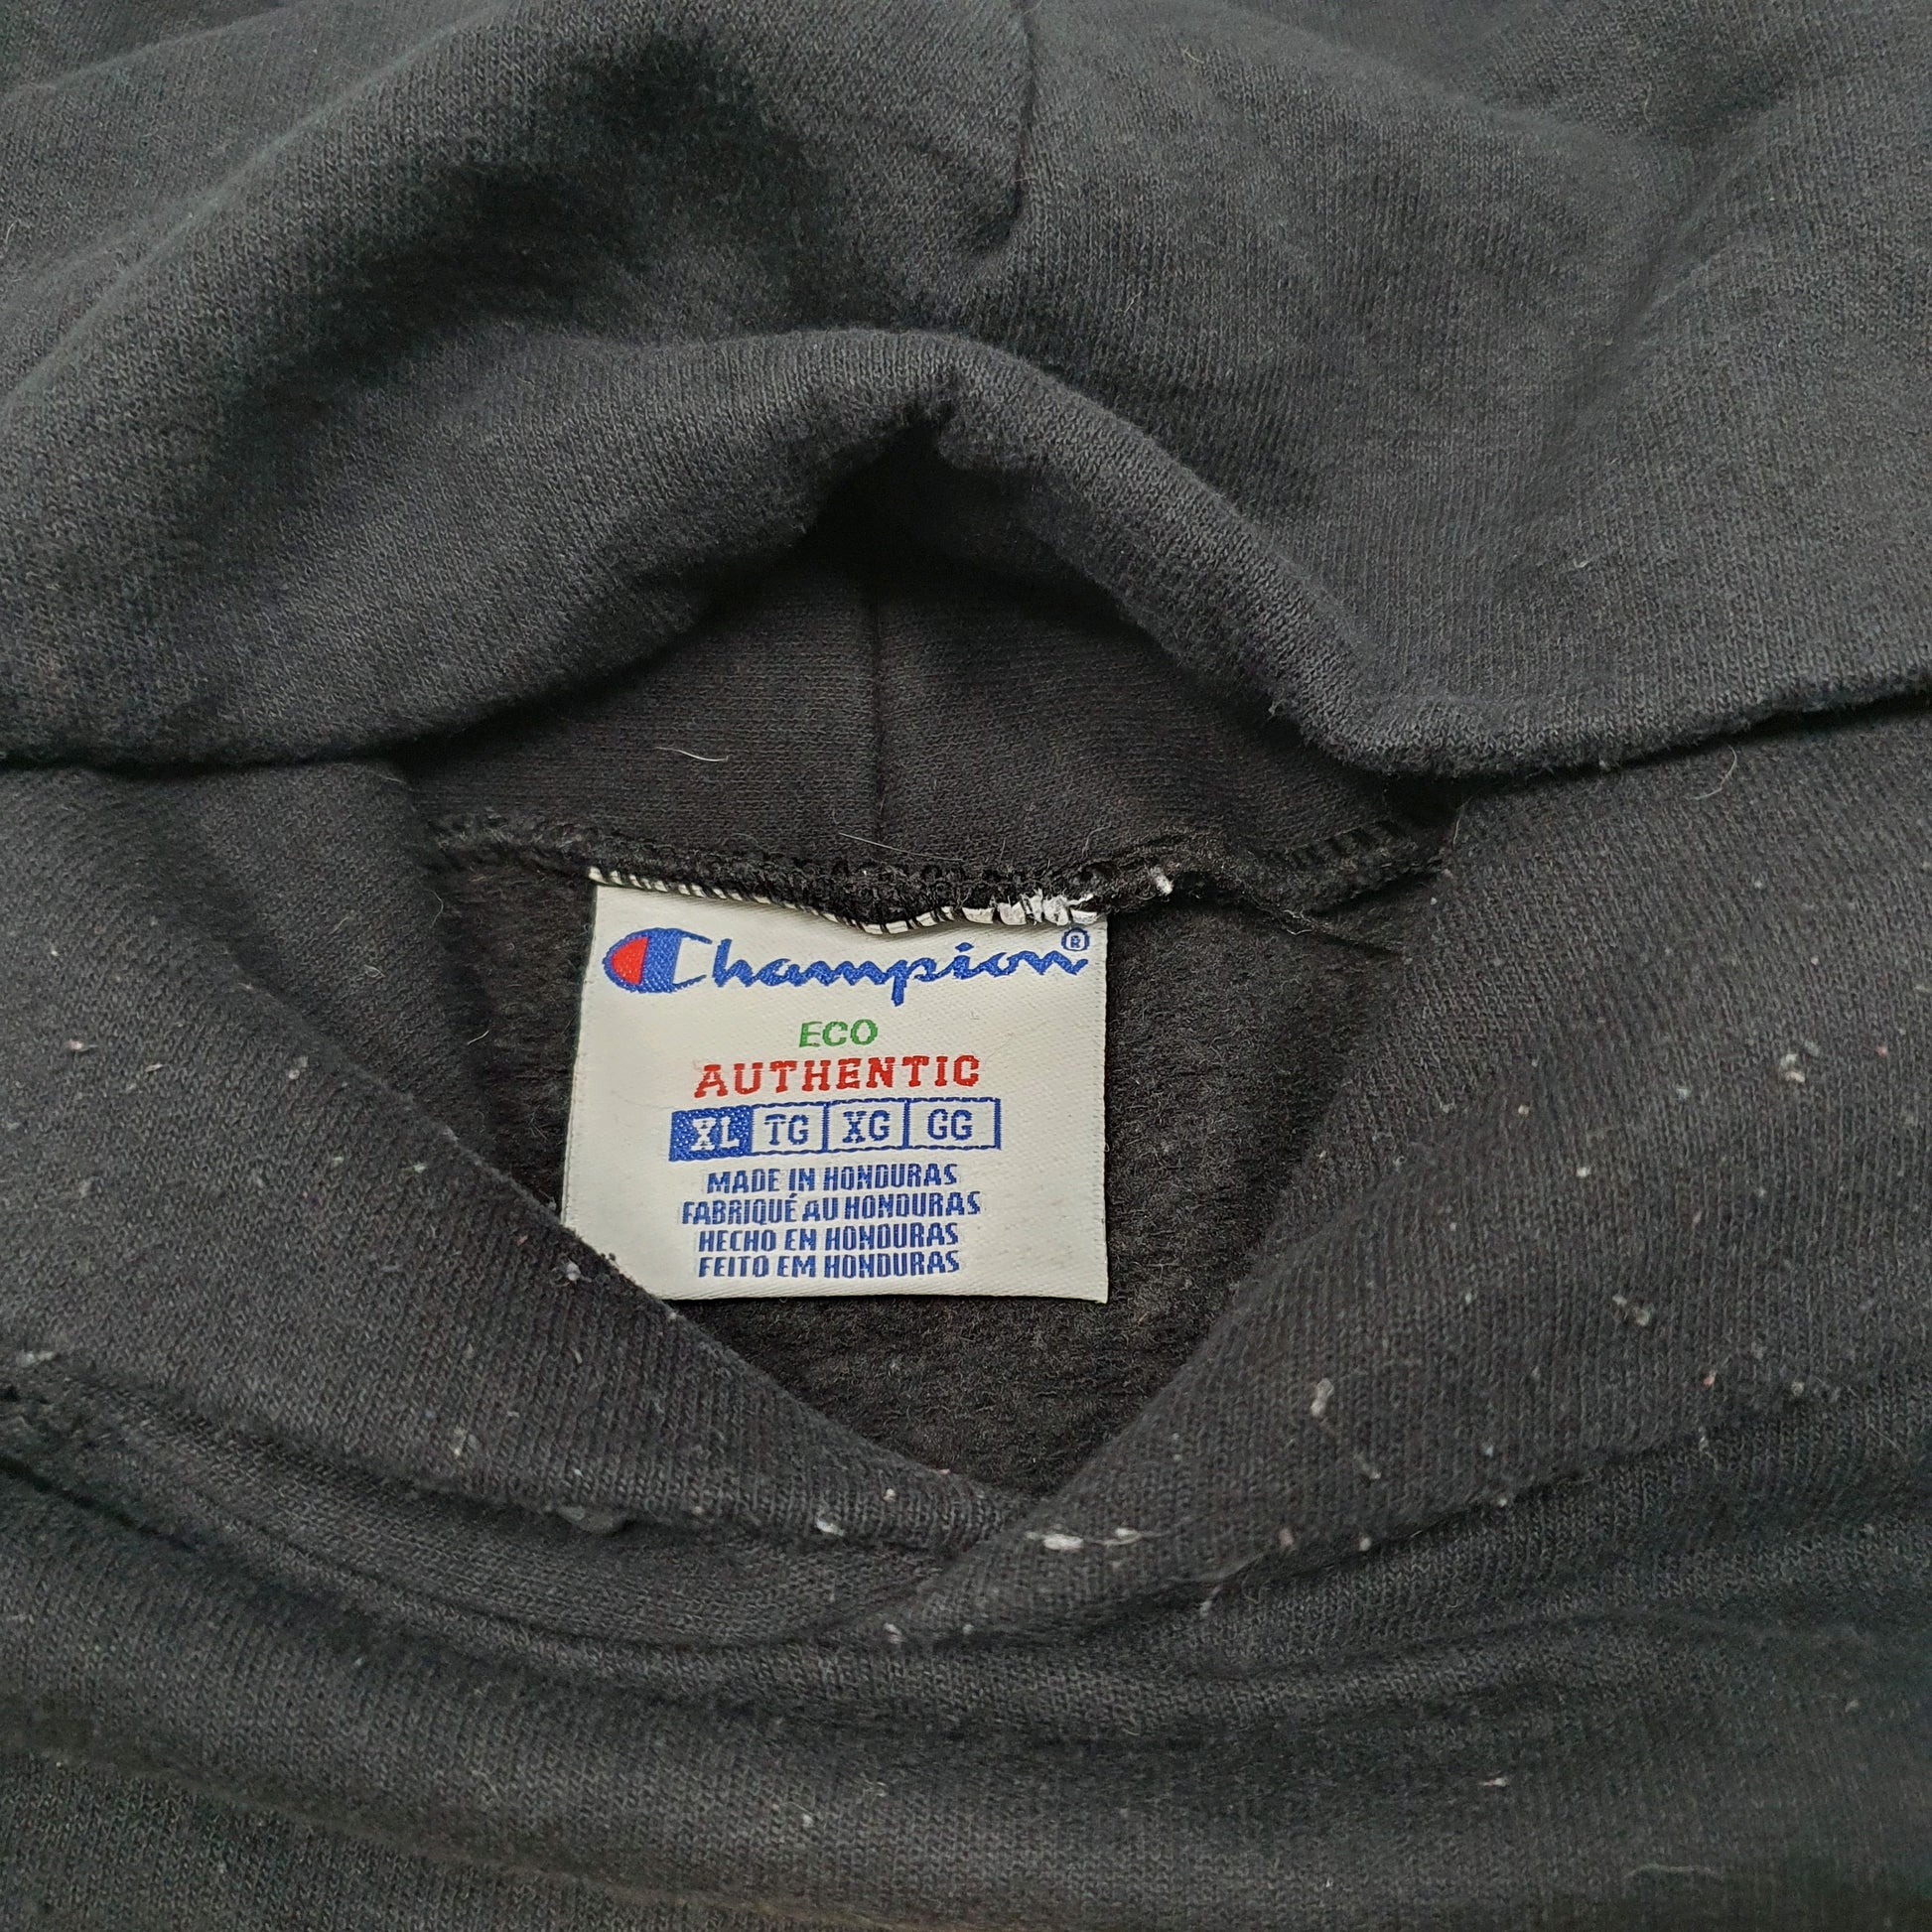 Champion®
ECO
AUTHENTIC
XL TG XG GG
MADE IN HONDURAS
FABRIQUÉ AU HONDURAS
HECHO EN HONDURAS
FEITO EM HONDURAS